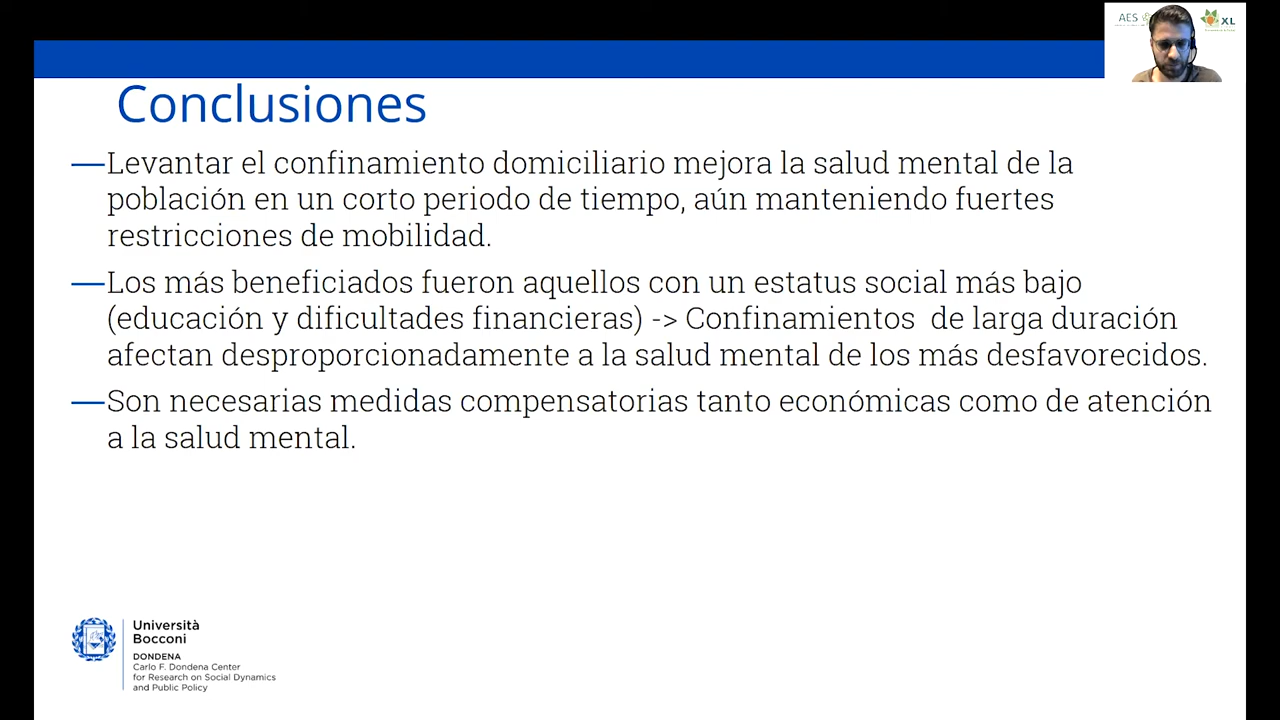 AES
XL
Conclusiones
—Levantar el confinamiento domiciliario mejora la salud mental de la
población en un corto periodo de tiempo, aún manteniendo fuertes
restricciones de mobilidad.
—Los más beneficiados fueron aquellos con un estatus social más bajo
(educación y dificultades financieras) -> Confinamientos de larga duración
afectan desproporcionadamente a la salud mental de los más desfavorecidos.
—Son necesarias medidas compensatorias tanto económicas como de atención
a la salud mental.
Università
Bocconi
DONDENA
Carlo F. Dondena Center
for Research on Social Dynamics
and Public Policy